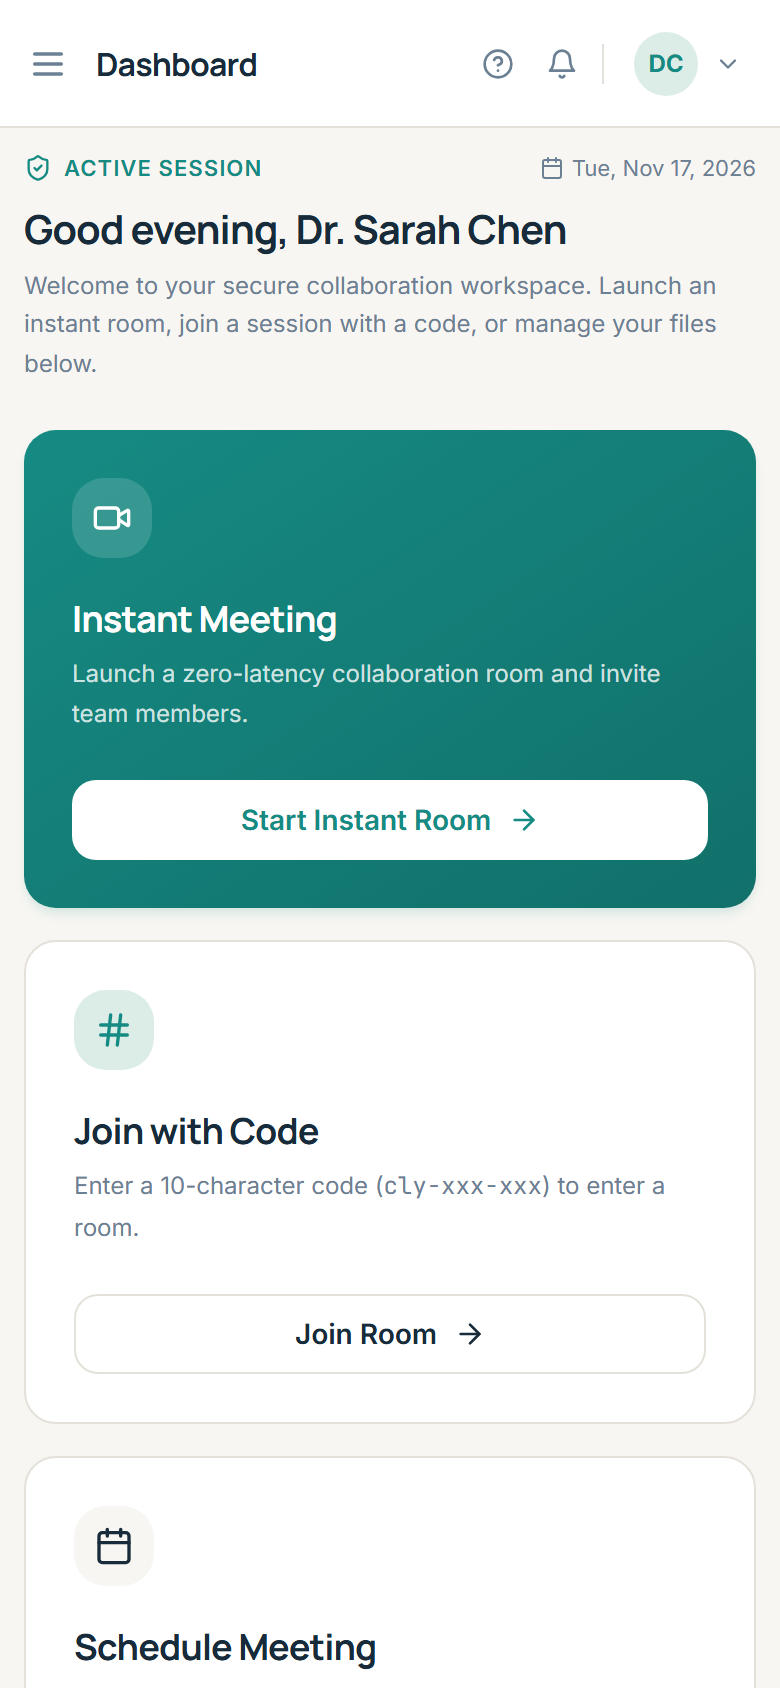 Dashboard
DC
ACTIVE SESSION
Tue, Nov 17, 2026
Good evening, Dr. Sarah Chen
Welcome to your secure collaboration workspace. Launch an
instant room, join a session with a code, or manage your files
below.
Instant Meeting
Launch a zero-latency collaboration room and invite
team members.
Start Instant Room
Join with Code
Enter a 10-character code (cly-xxx-xxx) to enter a
room.
Join Room
Schedule Meeting